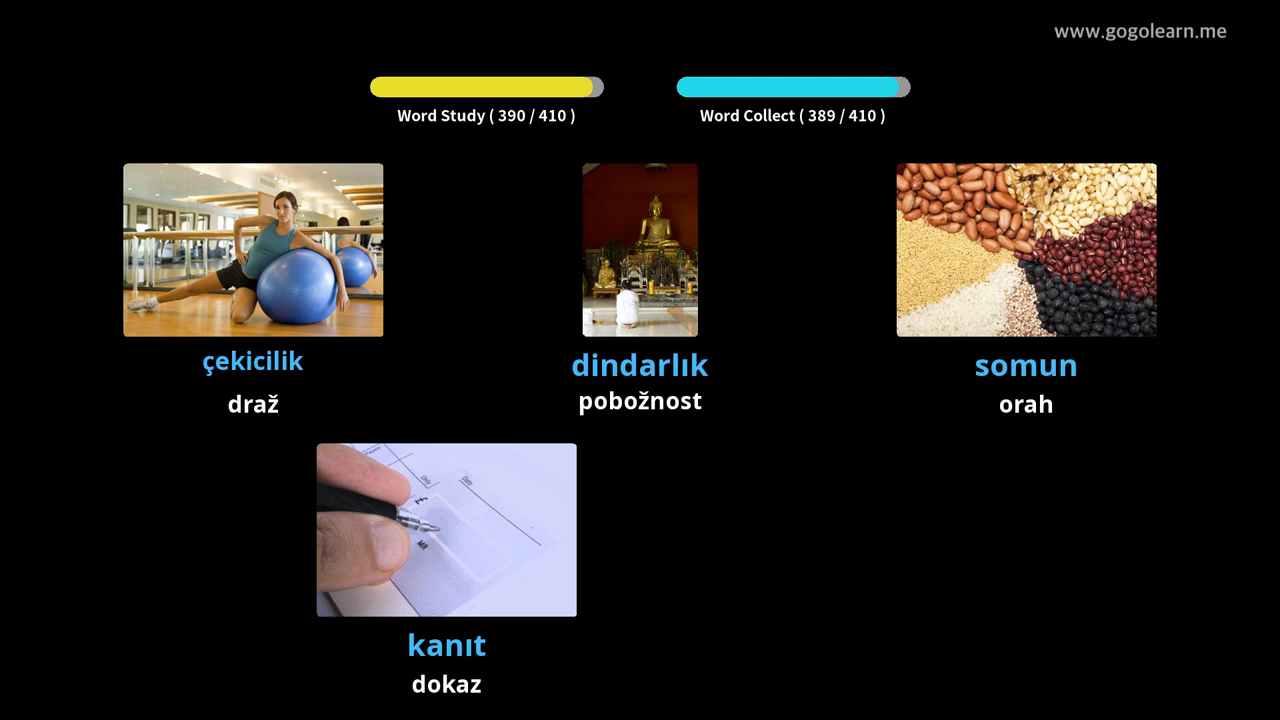 www.gogolearn.me
Word Study ( 390 / 410 )
Word Collect ( 389 / 410 )
çekicilik
draž
dindarlık
pobožnost
somun
orah
kanıt
dokaz